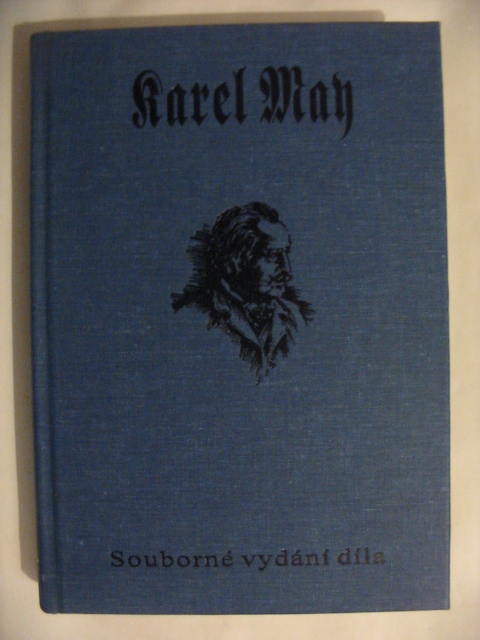 Karel May
Souborné vydání díla